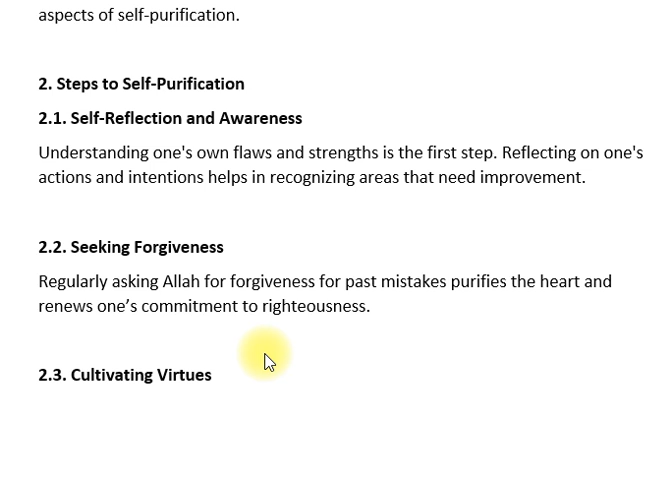 aspects of self-purification.
2. Steps to Self-Purification
2.1. Self-Reflection and Awareness
Understanding one's own flaws and strengths is the first step. Reflecting on one's
actions and intentions helps in recognizing areas that need improvement.
2.2. Seeking Forgiveness
Regularly asking Allah for forgiveness for past mistakes purifies the heart and
renews one’s commitment to righteousness.
2.3. Cultivating Virtues